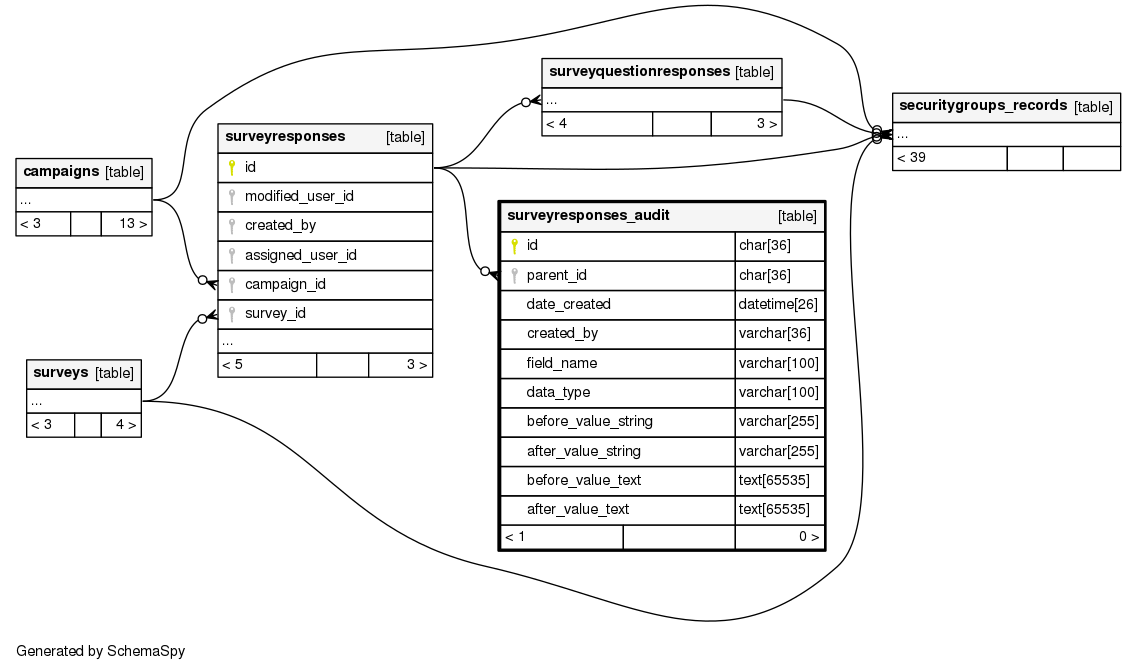 surveyquestionresponses [table]
...
< 4 3 >
securitygroups_records [table]
...
< 39
surveyresponses [table]
id
modified_user_id
created_by
assigned_user_id
campaign_id
survey_id
...
< 5 3 >
campaigns [table]
...
< 3 13 >
surveyresponses_audit [table]
id char[36]
parent_id char[36]
date_created datetime[26]
created_by varchar[36]
field_name varchar[100]
data_type varchar[100]
before_value_string varchar[255]
after_value_string varchar[255]
before_value_text text[65535]
after_value_text text[65535]
< 1 0 >
surveys [table]
...
< 3 4 >
Generated by SchemaSpy